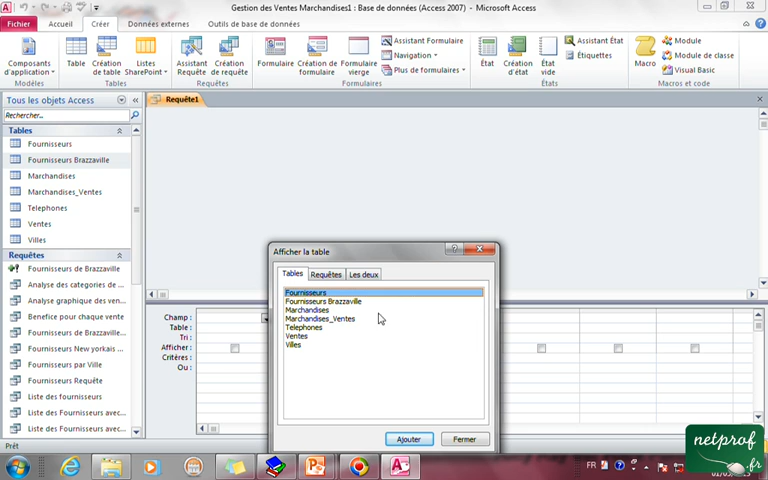 Gestion des Ventes Marchandises1 : Base de données (Access 2007) - Microsoft Access
Fichier Accueil Créer Données externes Outils de base de données
Composants d'application
Table
Création de table
Listes SharePoint
Assistant Requête
Création de requête
Formulaire
Création de formulaire
Formulaire vierge
Assistant Formulaire
Navigation
Plus de formulaires
État
Création d'état
État vide
Assistant État
Étiquettes
Macro
Module
Module de classe
Visual Basic
Modèles Tables Requêtes Formulaires États Macros et code
Tous les objets Access
Rechercher...
Tables
Fournisseurs
Fournisseurs Brazzaville
Marchandises
Marchandises_Ventes
Telephones
Ventes
Villes
Requêtes
Fournisseurs de Brazzaville
Analyse des categories de ...
Analyse graphique des ven...
Benefice pour chaque vente
Fournisseurs de Brazzaville...
Fournisseurs New yorkais ...
Fournisseurs par Ville
Fournisseurs Requête
Liste des fournisseurs
Liste des Fournisseurs avec...
Liste des Fournisseurs avec...
Requête1
Champ :
Table :
Tri :
Afficher :
Critères :
Ou :
Afficher la table
Tables Requêtes Les deux
Fournisseurs
Fournisseurs Brazzaville
Marchandises
Marchandises_Ventes
Telephones
Ventes
Villes
Ajouter Fermer
Prêt
FR
netprof
.fr